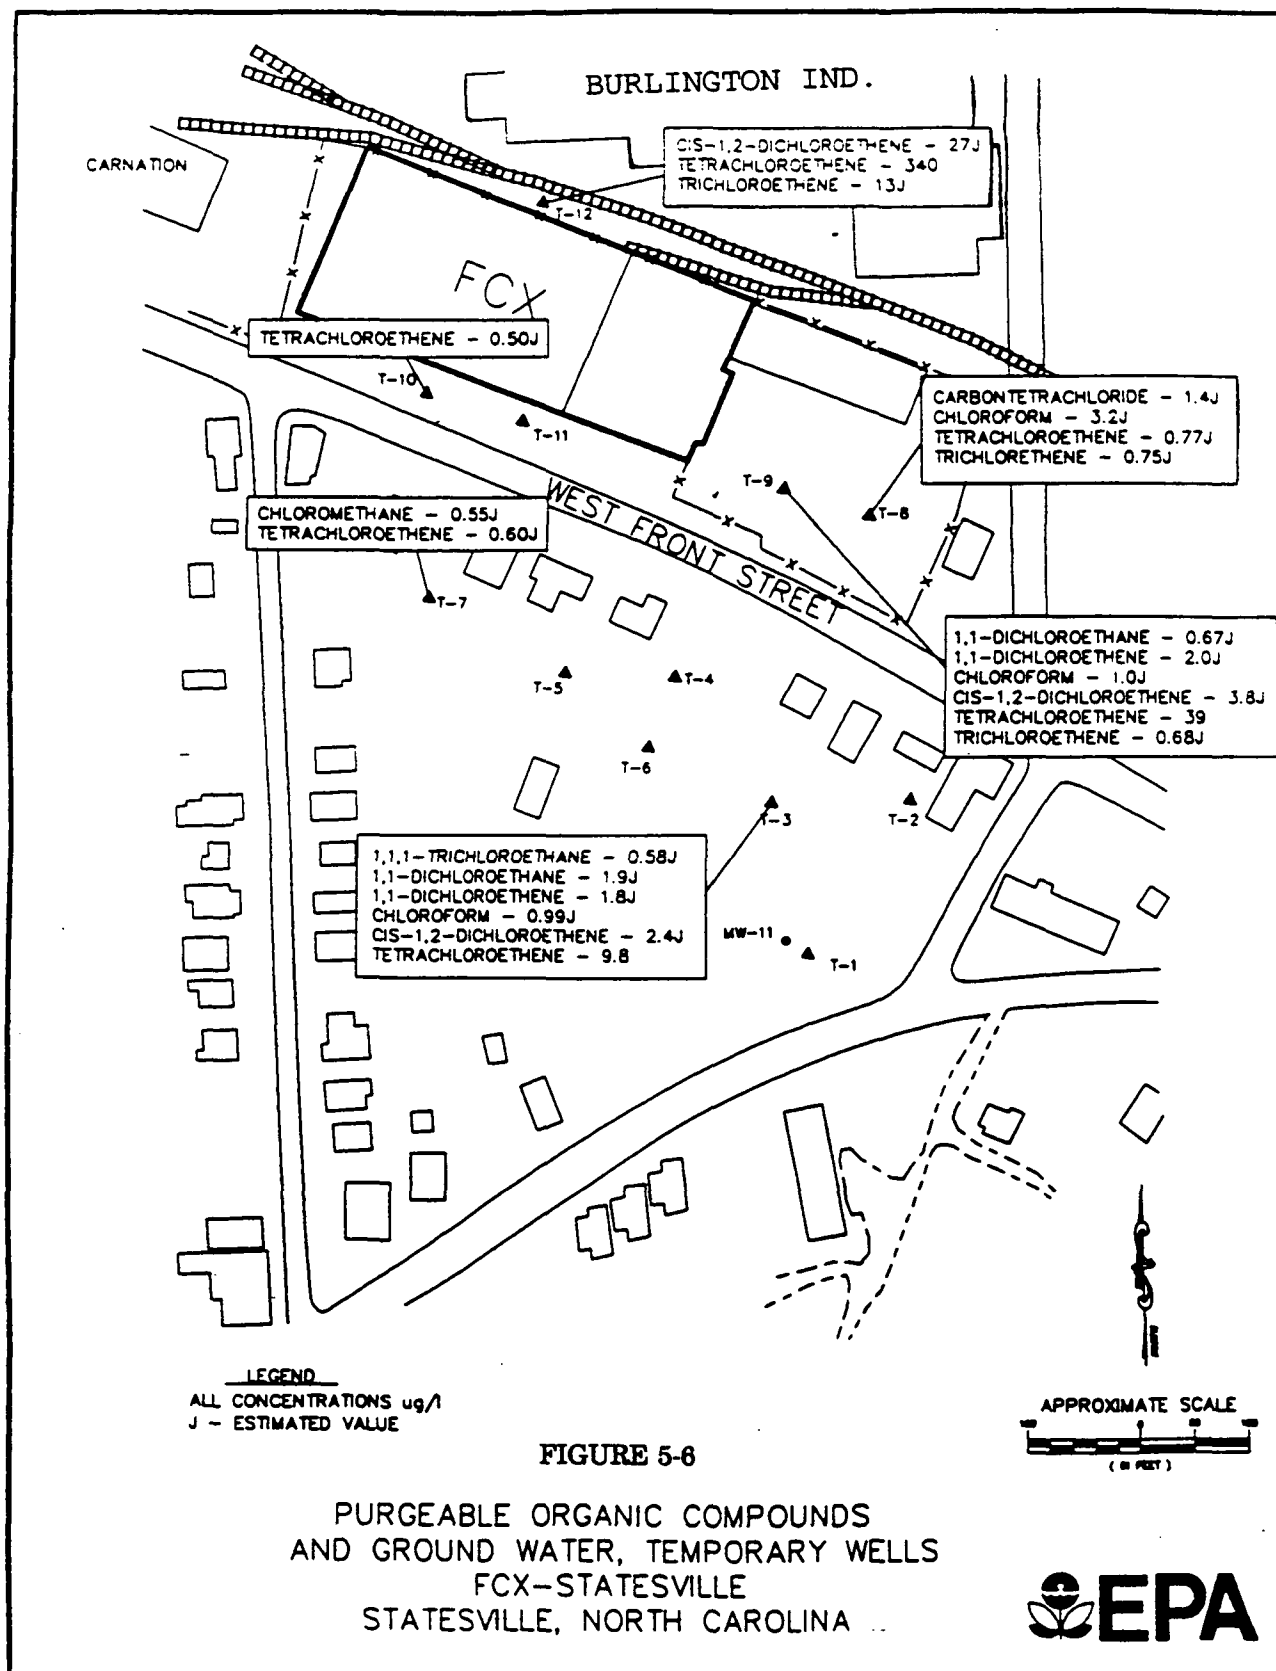 BURLINGTON IND.
CARNATION
CIS-1,2-DICHLOROETHENE - 27J
TETRACHLOROETHENE - 340
TRICHLOROETHENE - 13J
T-12
FCX
TETRACHLOROETHENE - 0.50J
T-10
T-11
CARBONTETRACHLORIDE - 1.4J
CHLOROFORM - 3.2J
TETRACHLOROETHENE - 0.77J
TRICHLORETHENE - 0.75J
T-9
T-8
CHLOROMETHANE - 0.55J
TETRACHLOROETHENE - 0.60J
WEST FRONT STREET
T-7
1,1-DICHLOROETHANE - 0.67J
1,1-DICHLOROETHENE - 2.0J
CHLOROFORM - 1.0J
CIS-1,2-DICHLOROETHENE - 3.8J
TETRACHLOROETHENE - 39
TRICHLOROETHENE - 0.68J
T-5
T-4
T-6
T-3
T-2
1,1,1-TRICHLOROETHANE - 0.58J
1,1-DICHLOROETHANE - 1.9J
1,1-DICHLOROETHENE - 1.8J
CHLOROFORM - 0.99J
CIS-1,2-DICHLOROETHENE - 2.4J
TETRACHLOROETHENE - 9.8
MW-11
T-1
LEGEND
ALL CONCENTRATIONS ug/l
J - ESTIMATED VALUE
APPROXIMATE SCALE
0
( IN FEET )
FIGURE 5-6
PURGEABLE ORGANIC COMPOUNDS
AND GROUND WATER, TEMPORARY WELLS
FCX-STATESVILLE
STATESVILLE, NORTH CAROLINA
EPA